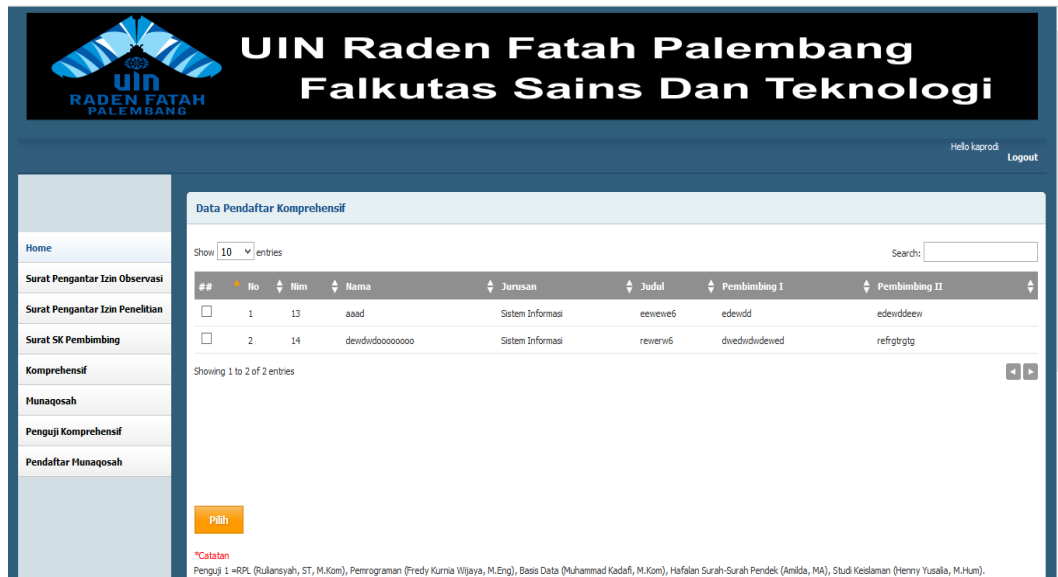 UIN Raden Fatah Palembang
Falkutas Sains Dan Teknologi
uin
RADEN FATAH
PALEMBANG
Hello kaprodi
Logout
Home
Surat Pengantar Izin Observasi
Surat Pengantar Izin Penelitian
Surat SK Pembimbing
Komprehensif
Munaqosah
Penguji Komprehensif
Pendaftar Munaqosah
Data Pendaftar Komprehensif
Show 10 entries
Search:
## No Nim Nama Jurusan Judul Pembimbing I Pembimbing II
1 13 aaad Sistem Informasi eewewe6 edewdd edewddeew
2 14 dewdwdoooooooo Sistem Informasi rewerw6 dwedwdwdewed refrgtrgtg
Showing 1 to 2 of 2 entries
Pilih
*Catatan
Penguji 1 =RPL (Ruliansyah, ST, M.Kom), Pemrograman (Fredy Kurnia Wijaya, M.Eng), Basis Data (Muhammad Kadafi, M.Kom), Hafalan Surah-Surah Pendek (Amilda, MA), Studi Keislaman (Henny Yusalia, M.Hum).